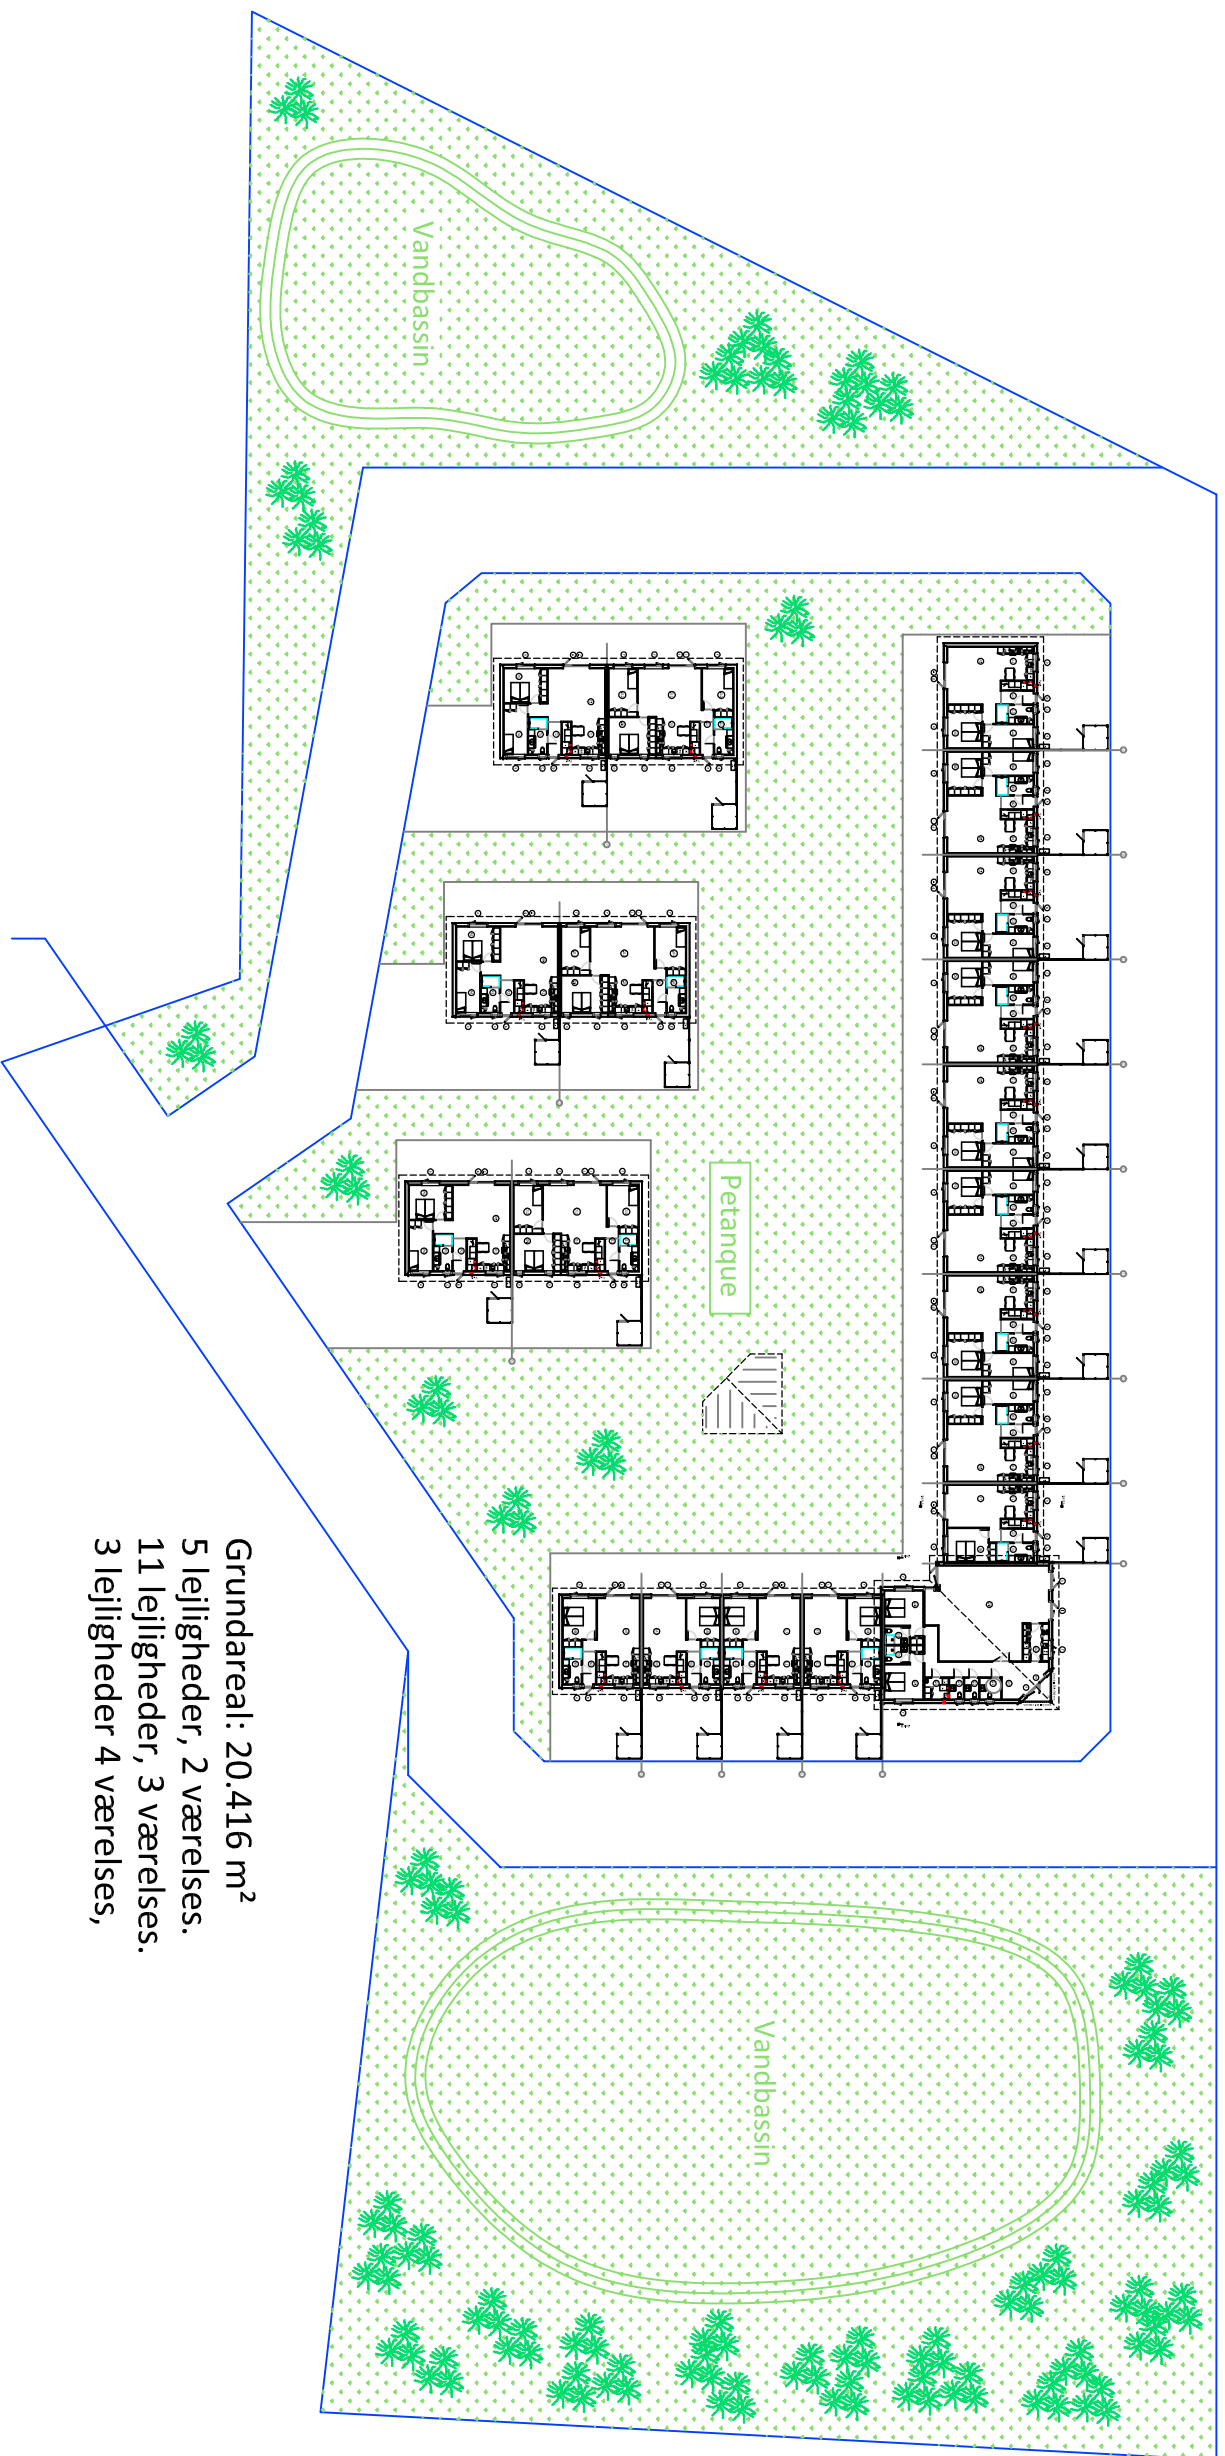 Vandbassin
Petanque
Vandbassin
Grundareal: 20.416 m²
5 lejligheder, 2 værelses.
11 lejligheder, 3 værelses.
3 lejligheder 4 værelses,